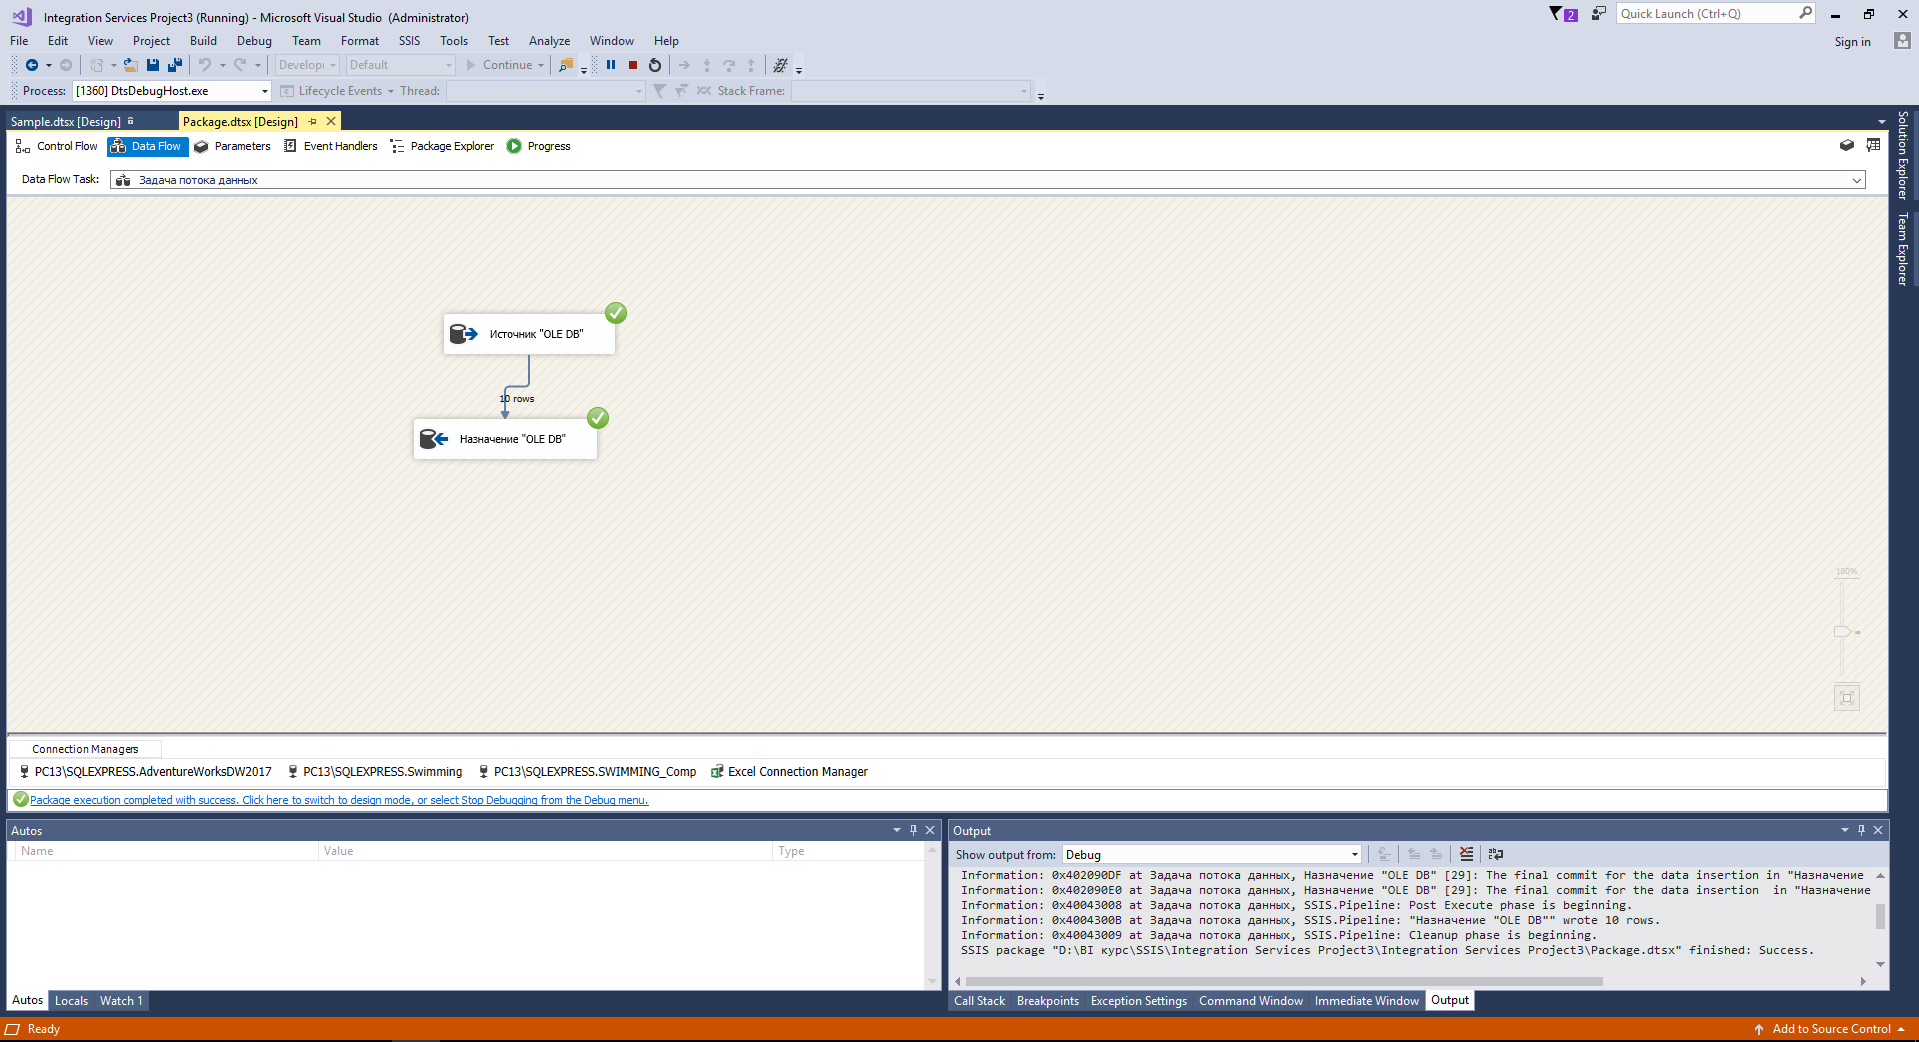 Integration Services Project3 (Running) - Microsoft Visual Studio (Administrator)
2
Quick Launch (Ctrl+Q)
File Edit View Project Build Debug Team Format SSIS Tools Test Analyze Window Help
Sign in
Develop Default Continue
Process: [1360] DtsDebugHost.exe Lifecycle Events Thread: Stack Frame:
Sample.dtsx [Design] Package.dtsx [Design]
Control Flow Data Flow Parameters Event Handlers Package Explorer Progress
Data Flow Task: Задача потока данных
Solution Explorer
Team Explorer
Источник "OLE DB"
10 rows
Назначение "OLE DB"
100%
Connection Managers
PC13\SQLEXPRESS.AdventureWorksDW2017 PC13\SQLEXPRESS.Swimming PC13\SQLEXPRESS.SWIMMING_Comp Excel Connection Manager
Package execution completed with success. Click here to switch to design mode, or select Stop Debugging from the Debug menu.
Autos
Name Value Type
Autos Locals Watch 1
Output
Show output from: Debug
Information: 0x402090DF at Задача потока данных, Назначение "OLE DB" [29]: The final commit for the data insertion in "Назначение
Information: 0x402090E0 at Задача потока данных, Назначение "OLE DB" [29]: The final commit for the data insertion  in "Назначение
Information: 0x40043008 at Задача потока данных, SSIS.Pipeline: Post Execute phase is beginning.
Information: 0x4004300B at Задача потока данных, SSIS.Pipeline: "Назначение "OLE DB"" wrote 10 rows.
Information: 0x40043009 at Задача потока данных, SSIS.Pipeline: Cleanup phase is beginning.
SSIS package "D:\BI курс\SSIS\Integration Services Project3\Integration Services Project3\Package.dtsx" finished: Success.
Call Stack Breakpoints Exception Settings Command Window Immediate Window Output
Ready
Add to Source Control